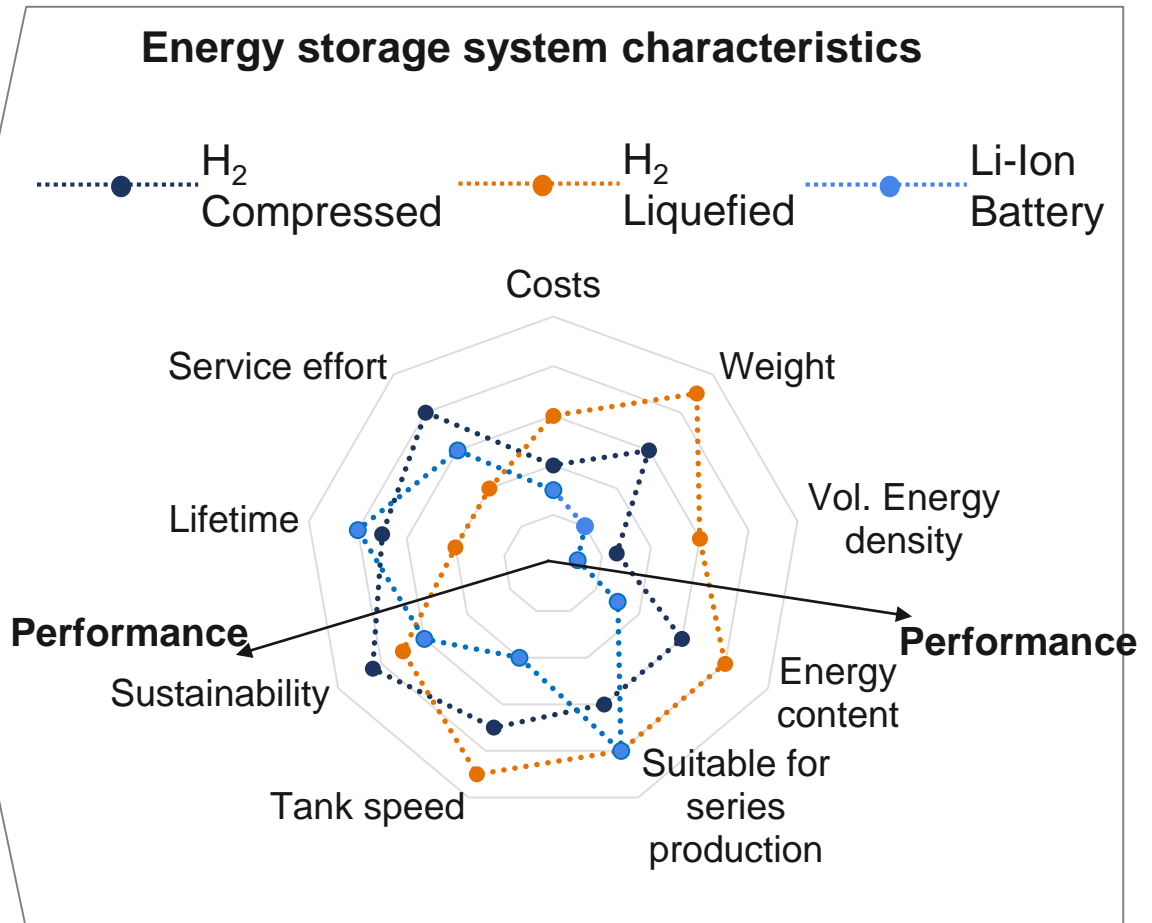 Energy storage system characteristics
H₂
Compressed
H₂
Liquefied
Li-Ion
Battery
Costs
Service effort
Weight
Lifetime
Vol. Energy
density
Performance
Performance
Sustainability
Energy
content
Tank speed
Suitable for
series
production